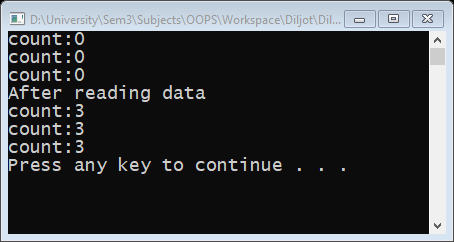 D:\University\Sem3\Subjects\OOPS\Workspace\Diljot\Dil...
count:0
count:0
count:0
After reading data
count:3
count:3
count:3
Press any key to continue . . .